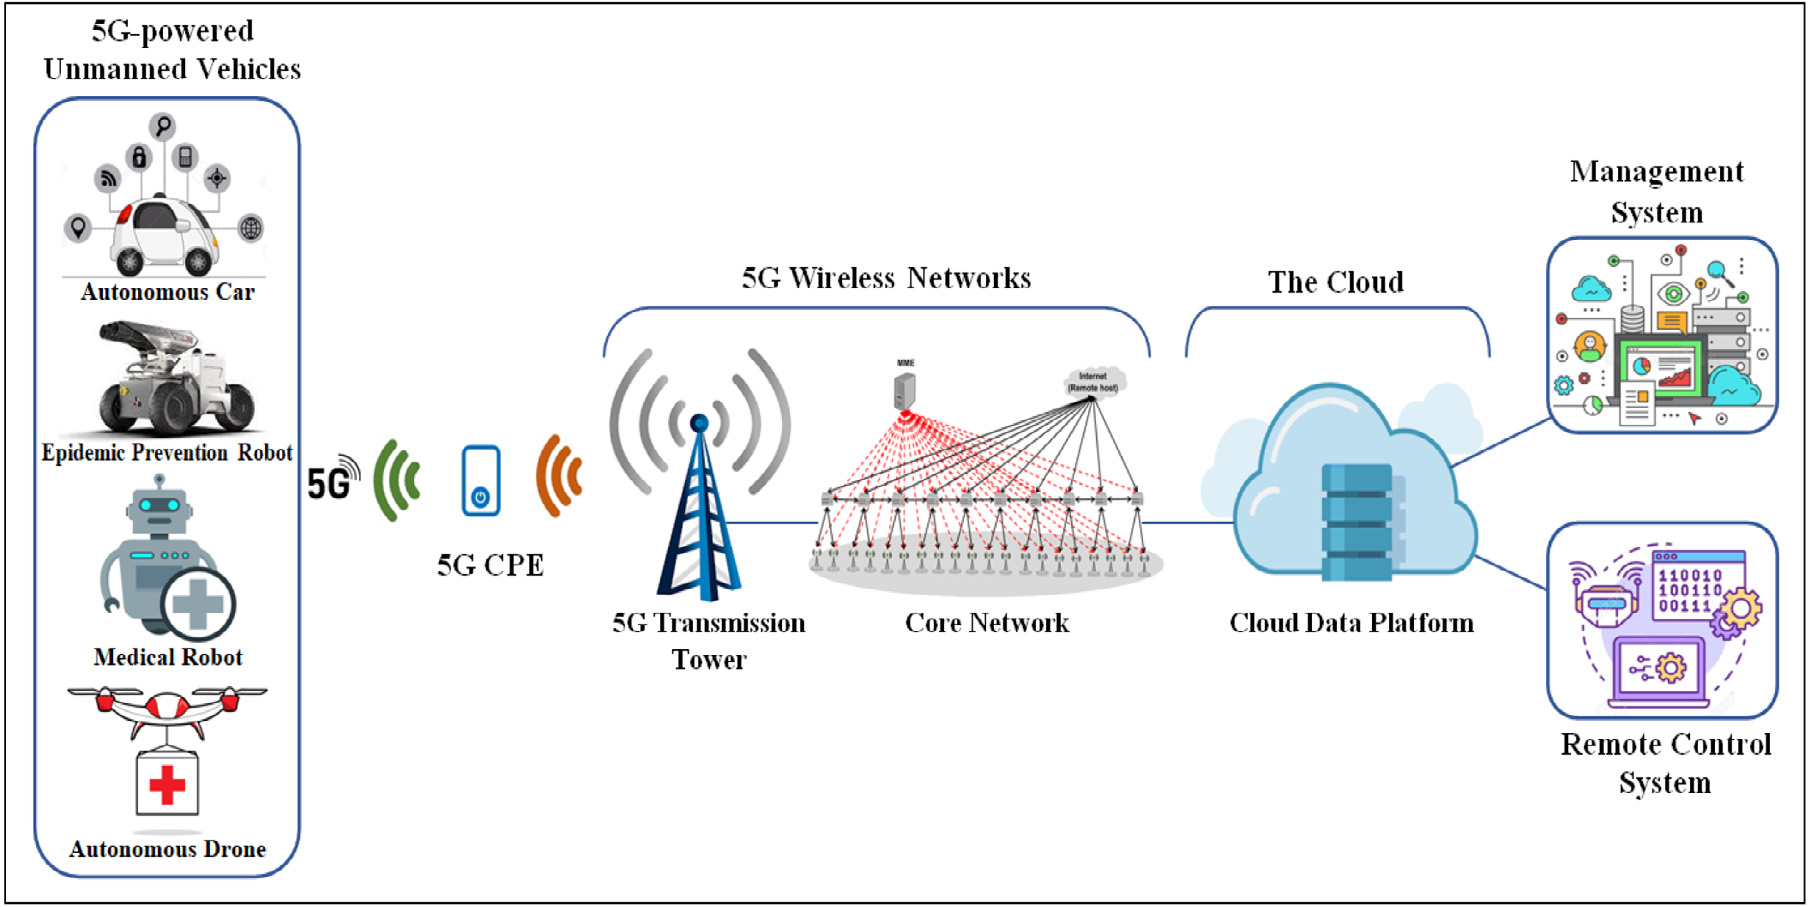 5G-powered
Unmanned Vehicles
Autonomous Car
Epidemic Prevention Robot
Medical Robot
Autonomous Drone
5G
5G CPE
5G Wireless Networks
MME
Internet
(Remote host)
5G Transmission
Tower
Core Network
The Cloud
Cloud Data Platform
Management
System
110010
100110
00111
Remote Control
System